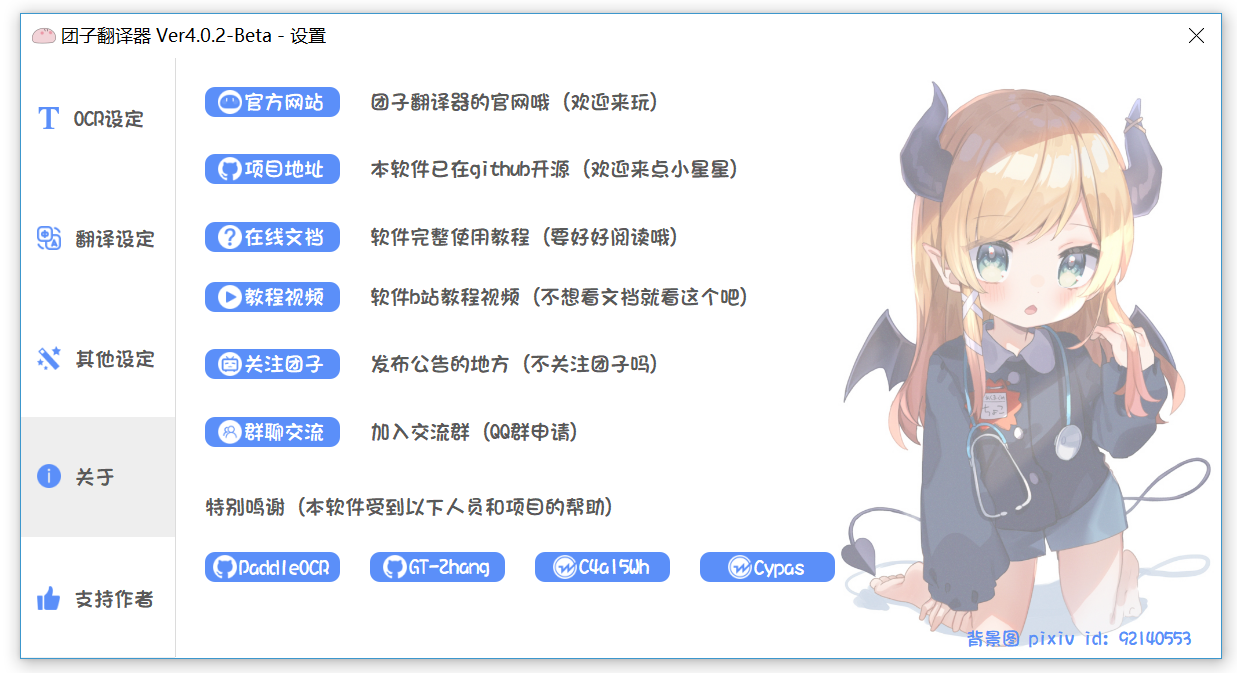 团子翻译器 Ver4.0.2-Beta - 设置
OCR设定
翻译设定
其他设定
关于
支持作者
官方网站 团子翻译器的官网哦（欢迎来玩）
项目地址 本软件已在github开源（欢迎来点小星星）
在线文档 软件完整使用教程（要好好阅读哦）
教程视频 软件b站教程视频（不想看文档就看这个吧）
关注团子 发布公告的地方（不关注团子吗）
群聊交流 加入交流群（QQ群申请）
特别鸣谢（本软件受到以下人员和项目的帮助）
PaddleOCR GT-Zhang C4a15Wh Cypas
背景图 pixiv id: 92140553